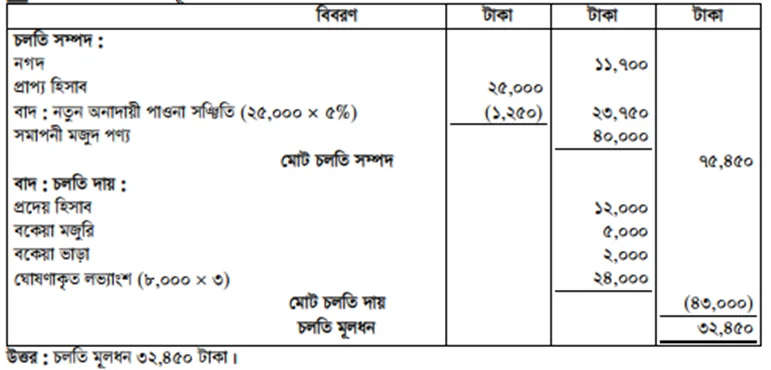 বিবরণ টাকা টাকা টাকা
চলতি সম্পদ :
নগদ ১১,৭০০
প্রাপ্য হিসাব ২৫,০০০
বাদ : নতুন অনাদায়ী পাওনা সঞ্চিতি (২৫,০০০ × ৫%) (১,২৫০) ২৩,৭৫০
সমাপনী মজুদ পণ্য ৪০,০০০
মোট চলতি সম্পদ ৭৫,৪৫০
বাদ : চলতি দায় :
প্রদেয় হিসাব ১২,০০০
বকেয়া মজুরি ৫,০০০
বকেয়া ভাড়া ২,০০০
ঘোষণাকৃত লভ্যাংশ (৮,০০০ × ৩) ২৪,০০০
মোট চলতি দায় (৪৩,০০০)
চলতি মূলধন ৩২,৪৫০
উত্তর : চলতি মূলধন ৩২,৪৫০ টাকা।